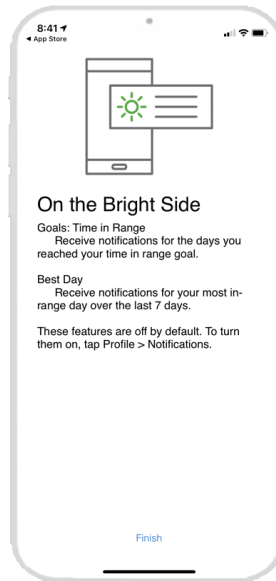 8:41
◀ App Store
On the Bright Side
Goals: Time in Range
Receive notifications for the days you
reached your time in range goal.
Best Day
Receive notifications for your most in-
range day over the last 7 days.
These features are off by default. To turn
them on, tap Profile > Notifications.
Finish